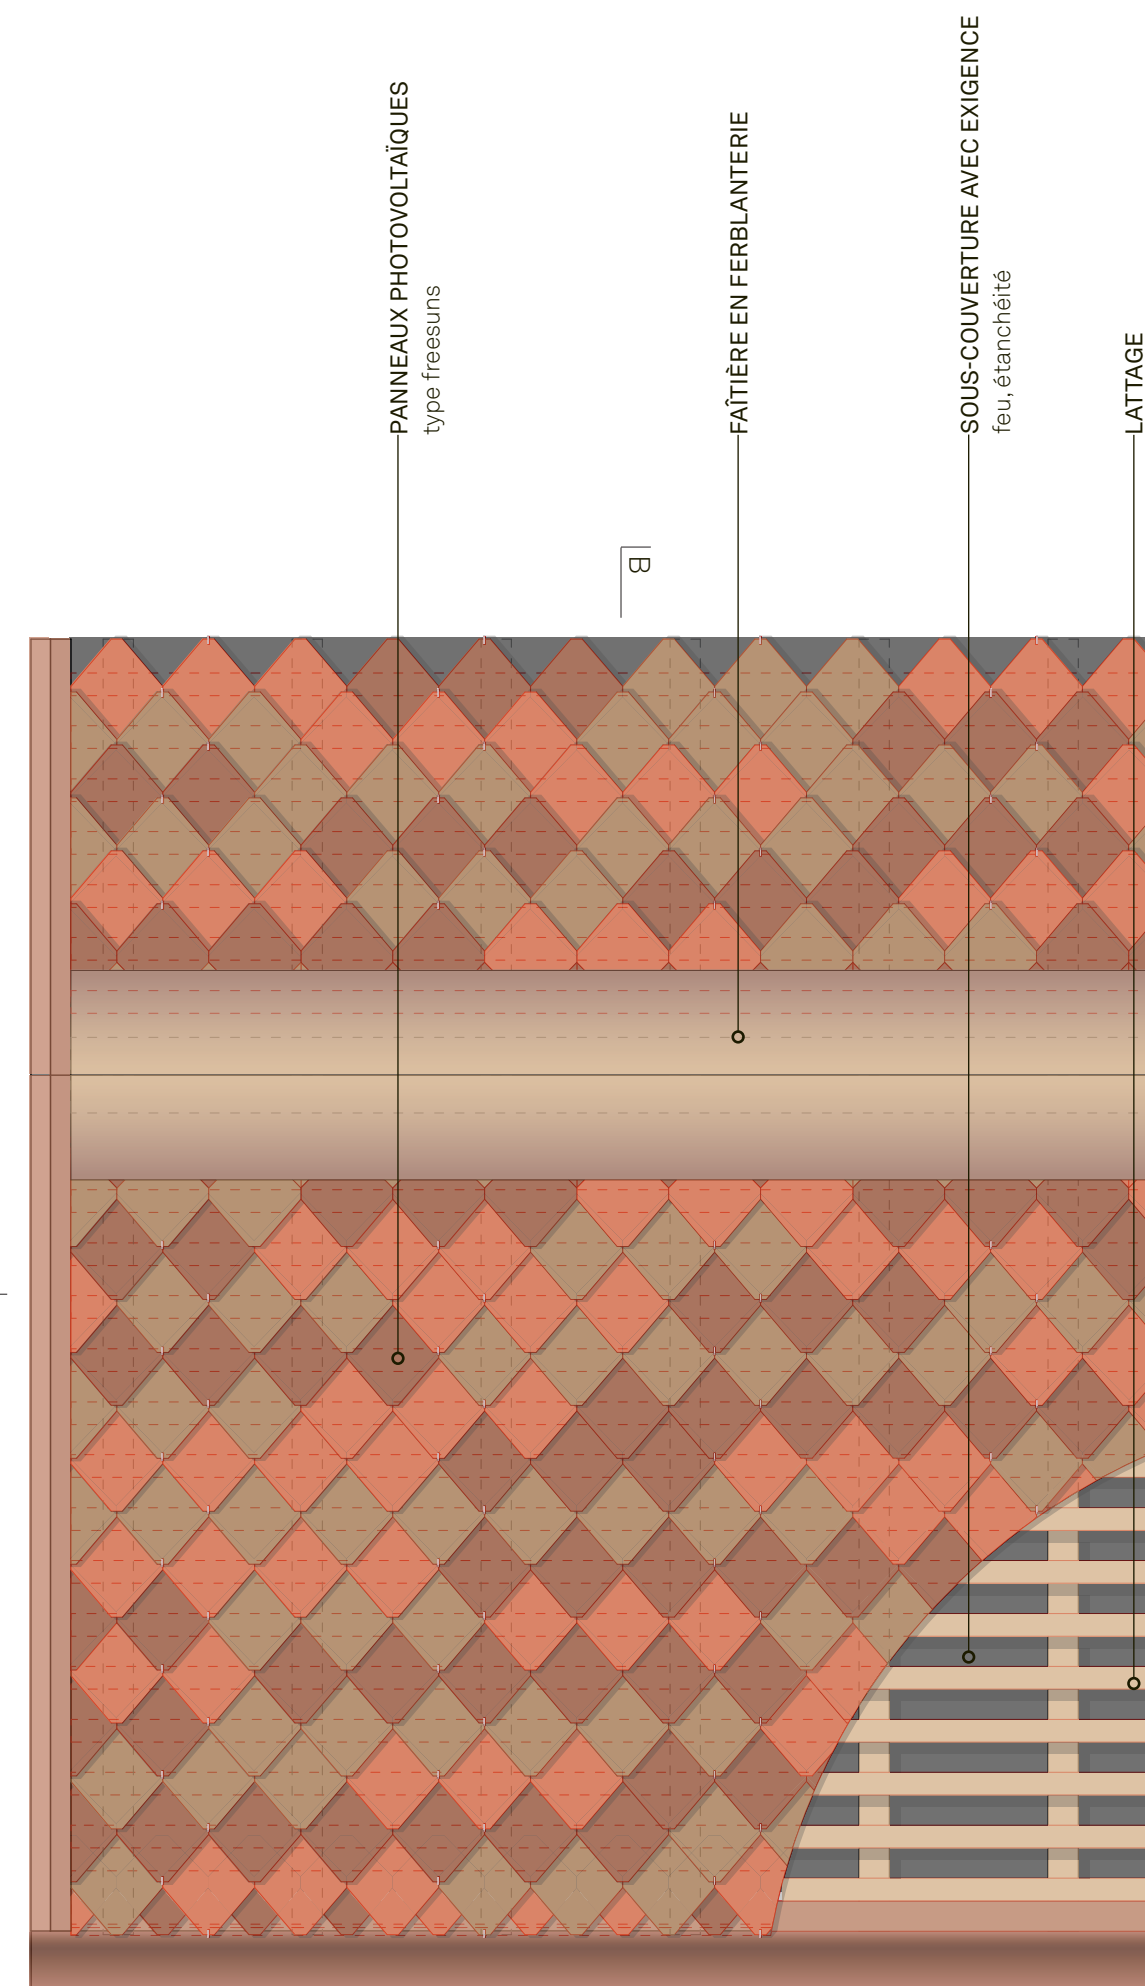 PANNEAUX PHOTOVOLTAÏQUES
type freesuns
FAÎTIÈRE EN FERBLANTERIE
SOUS-COUVERTURE AVEC EXIGENCE
feu, étanchéité
LATTAGE
B